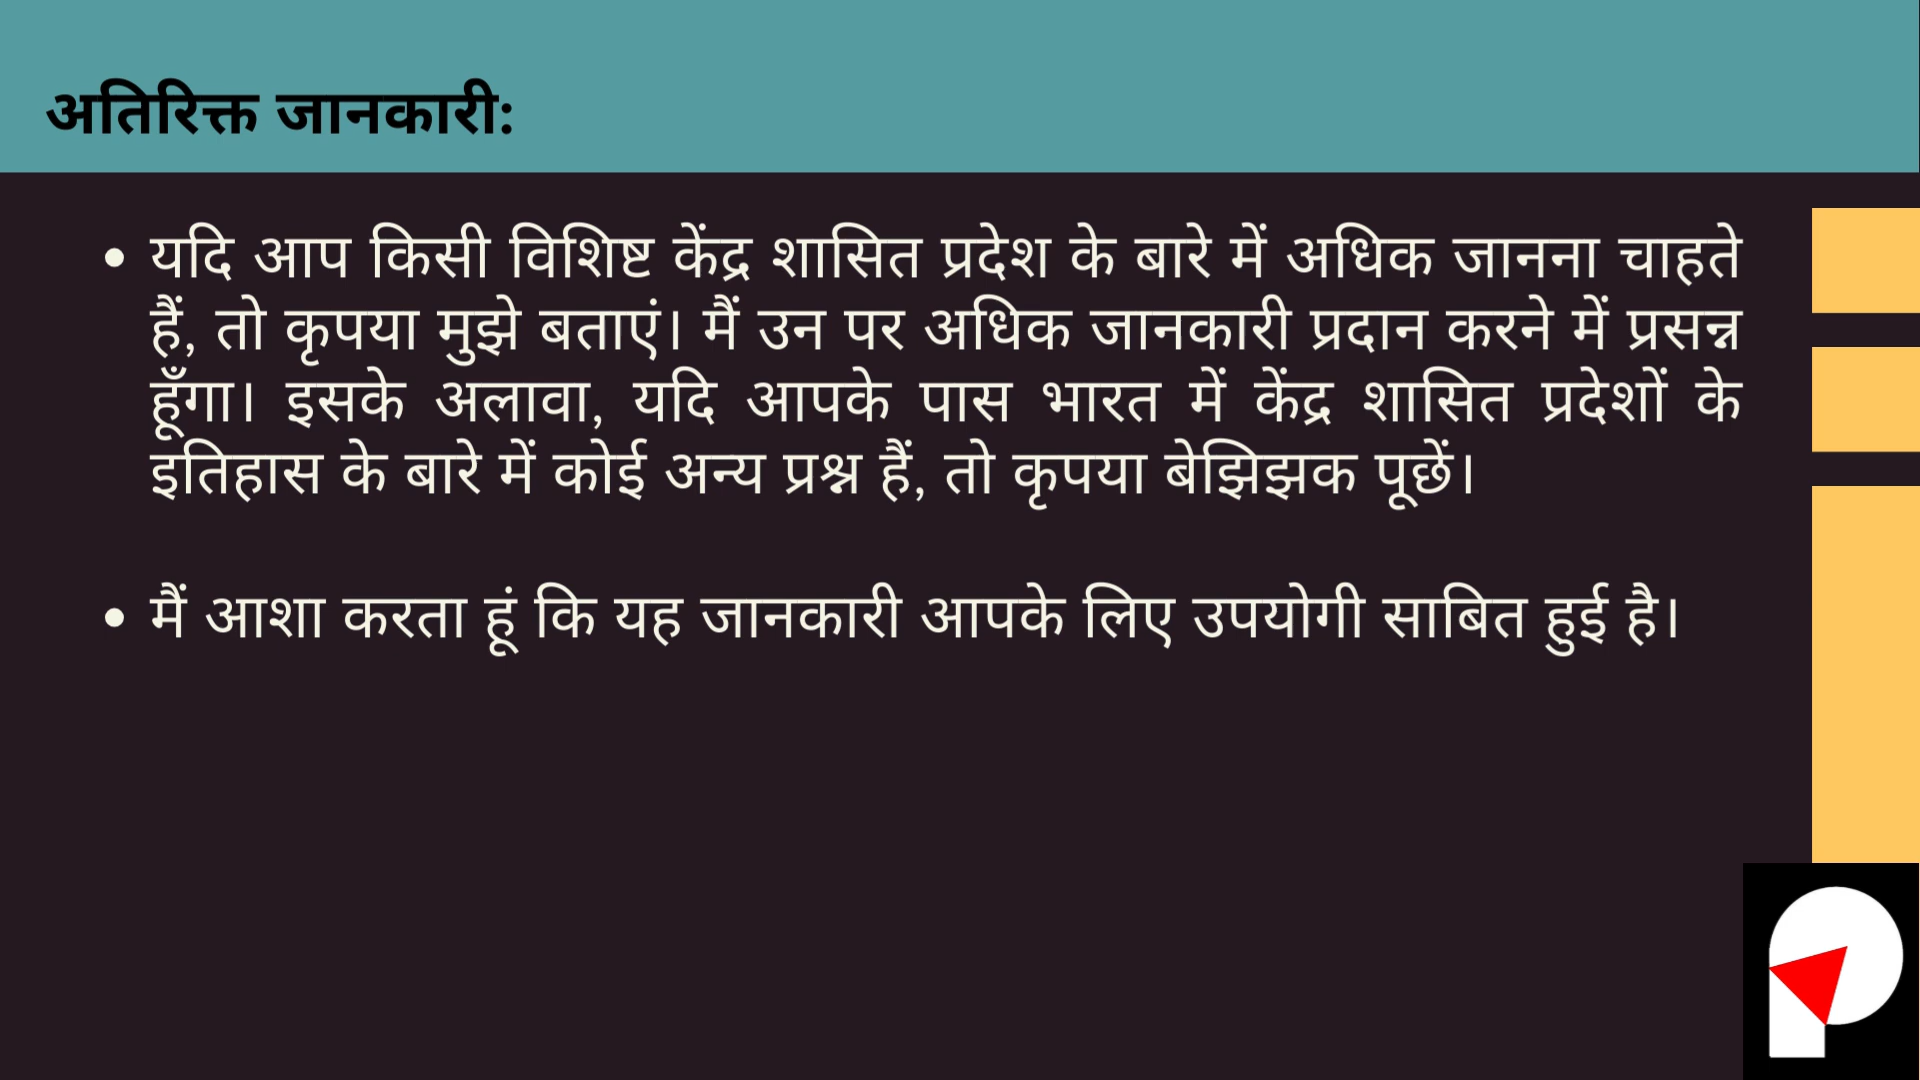 अतिरिक्त जानकारी:
• यदि आप किसी विशिष्ट केंद्र शासित प्रदेश के बारे में अधिक जानना चाहते
हैं, तो कृपया मुझे बताएं। मैं उन पर अधिक जानकारी प्रदान करने में प्रसन्न
हूँगा। इसके अलावा, यदि आपके पास भारत में केंद्र शासित प्रदेशों के
इतिहास के बारे में कोई अन्य प्रश्न हैं, तो कृपया बेझिझक पूछें।
• मैं आशा करता हूं कि यह जानकारी आपके लिए उपयोगी साबित हुई है।